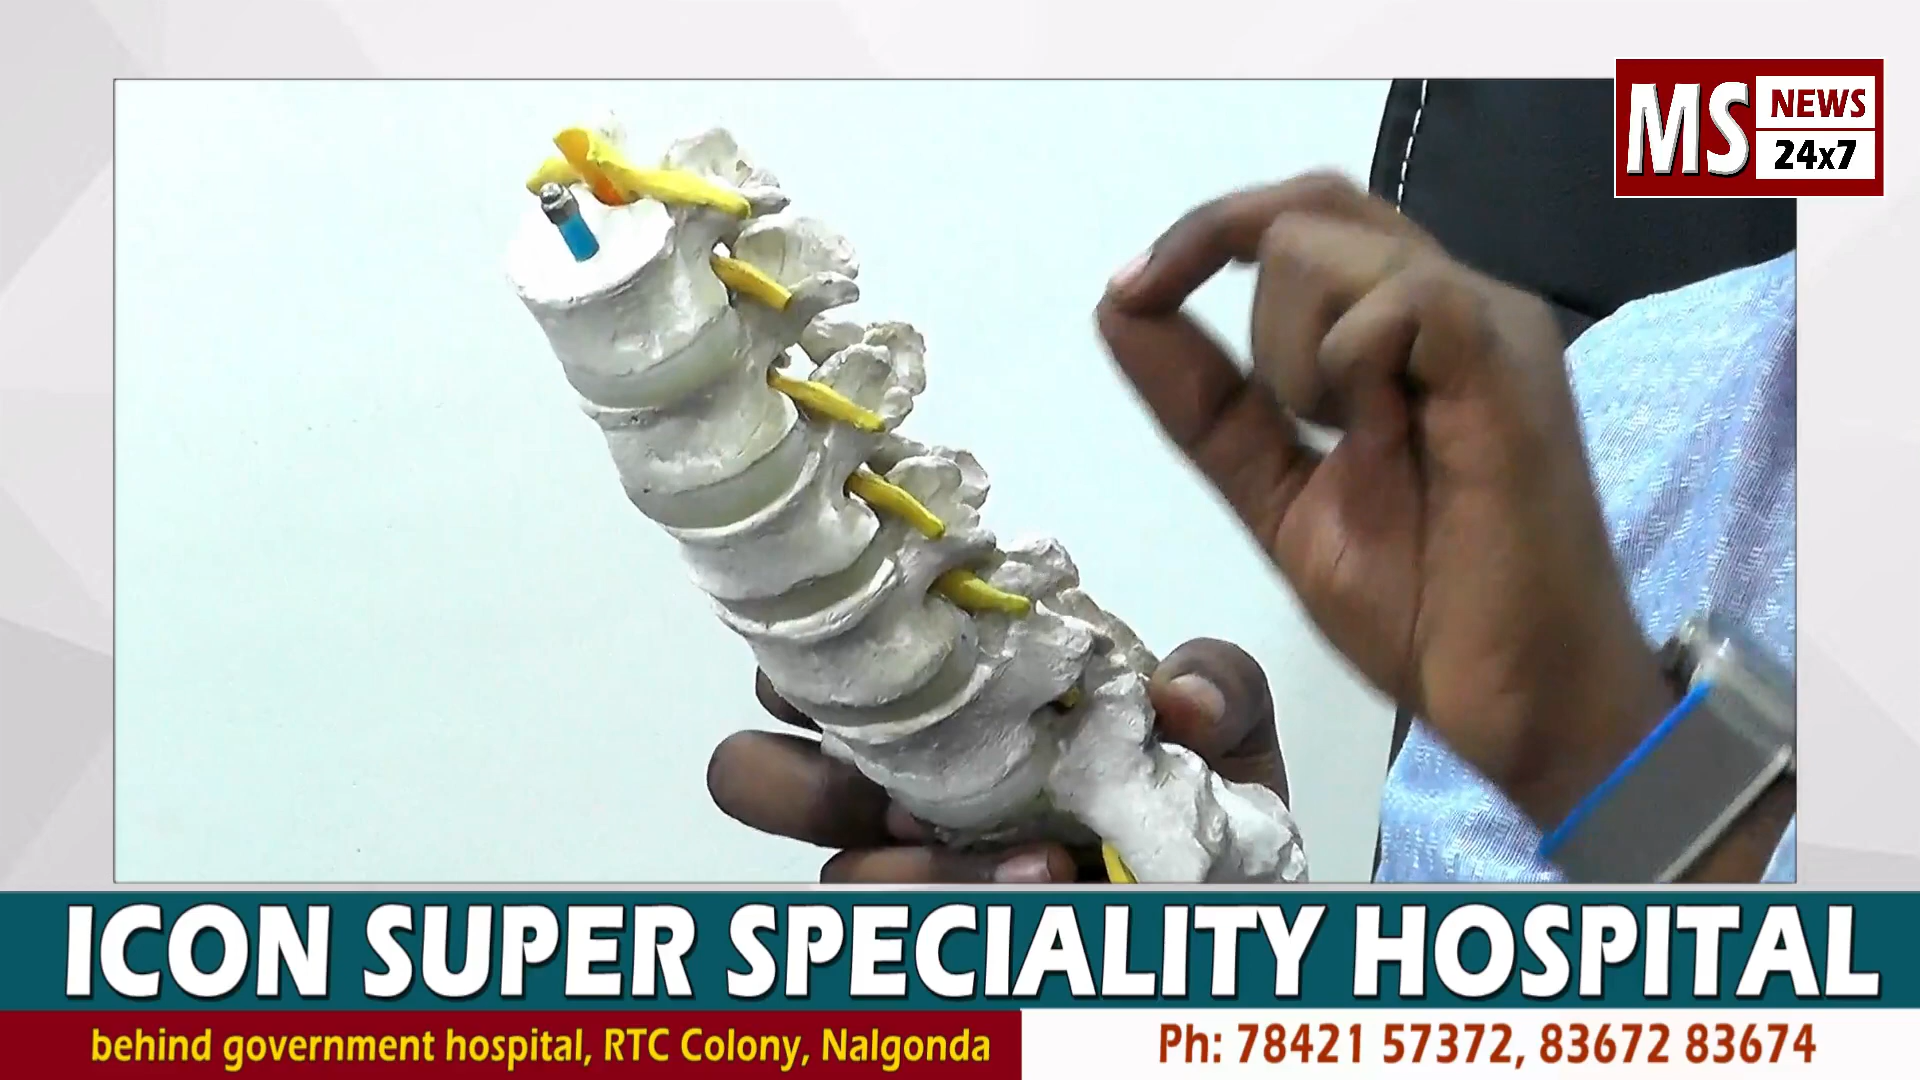 MS NEWS
24x7
ICON SUPER SPECIALITY HOSPITAL
behind government hospital, RTC Colony, Nalgonda
Ph: 78421 57372, 83672 83674